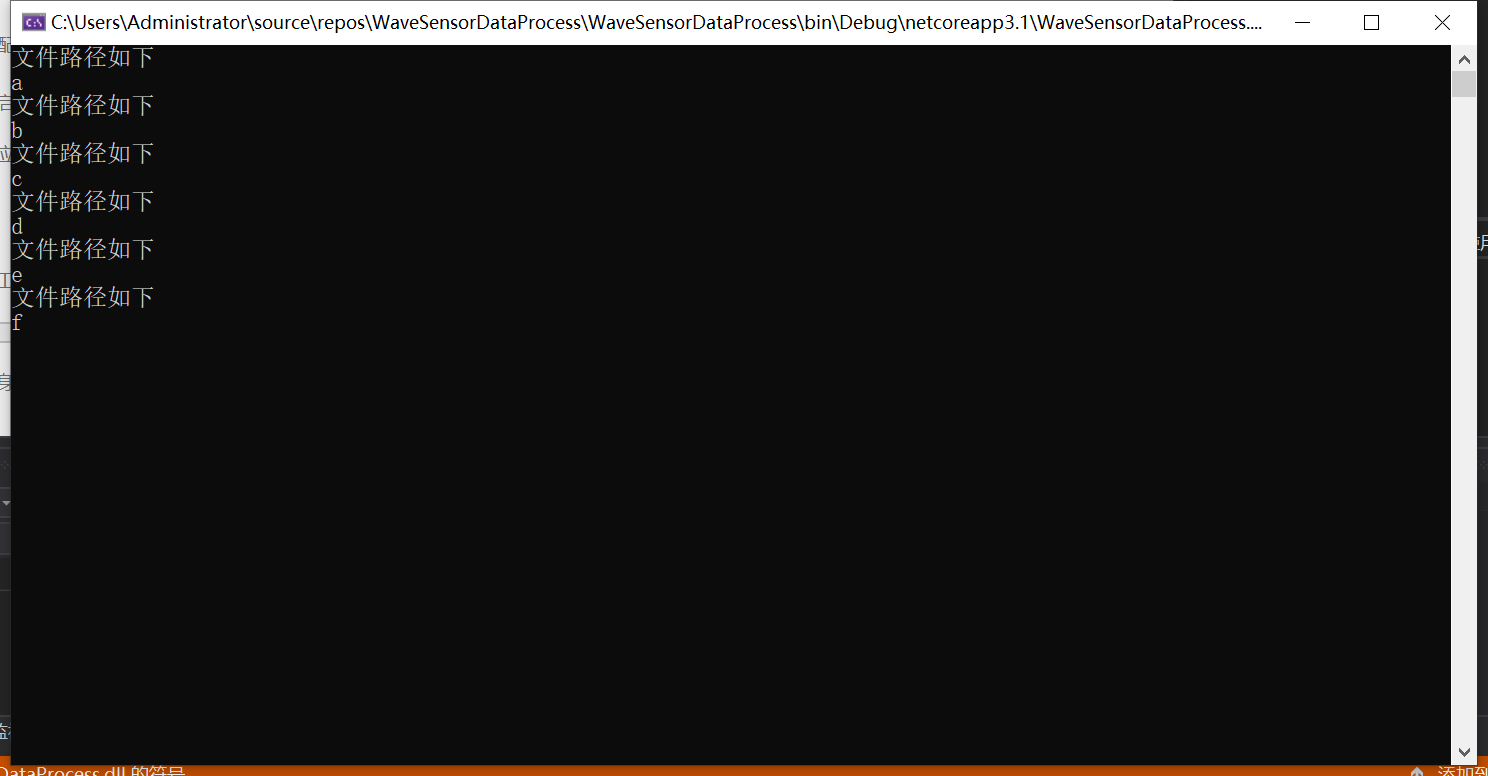 C:\Users\Administrator\source\repos\WaveSensorDataProcess\WaveSensorDataProcess\bin\Debug\netcoreapp3.1\WaveSensorDataProcess....
文件路径如下
a
文件路径如下
b
文件路径如下
c
文件路径如下
d
文件路径如下
e
文件路径如下
f
DataProcess.dll 的符号
添加到